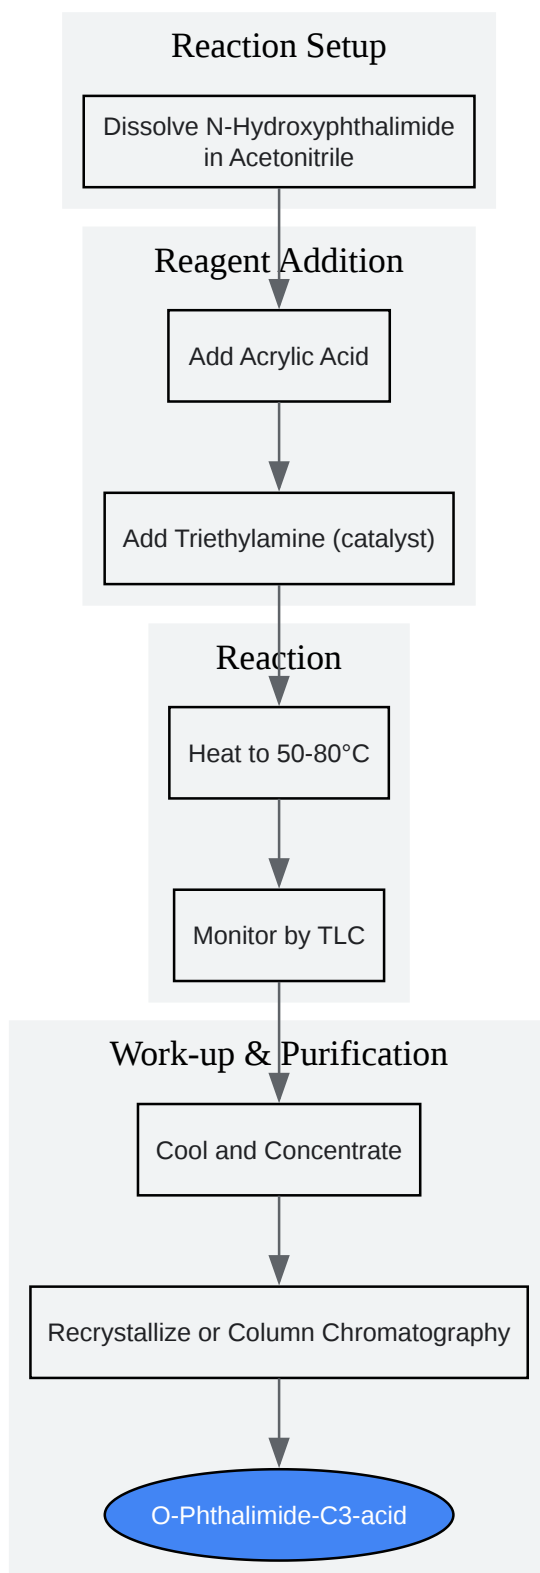 Reaction Setup
Dissolve N-Hydroxyphthalimide
in Acetonitrile
Reagent Addition
Add Acrylic Acid
Add Triethylamine (catalyst)
Reaction
Heat to 50-80°C
Monitor by TLC
Work-up & Purification
Cool and Concentrate
Recrystallize or Column Chromatography
O-Phthalimide-C3-acid